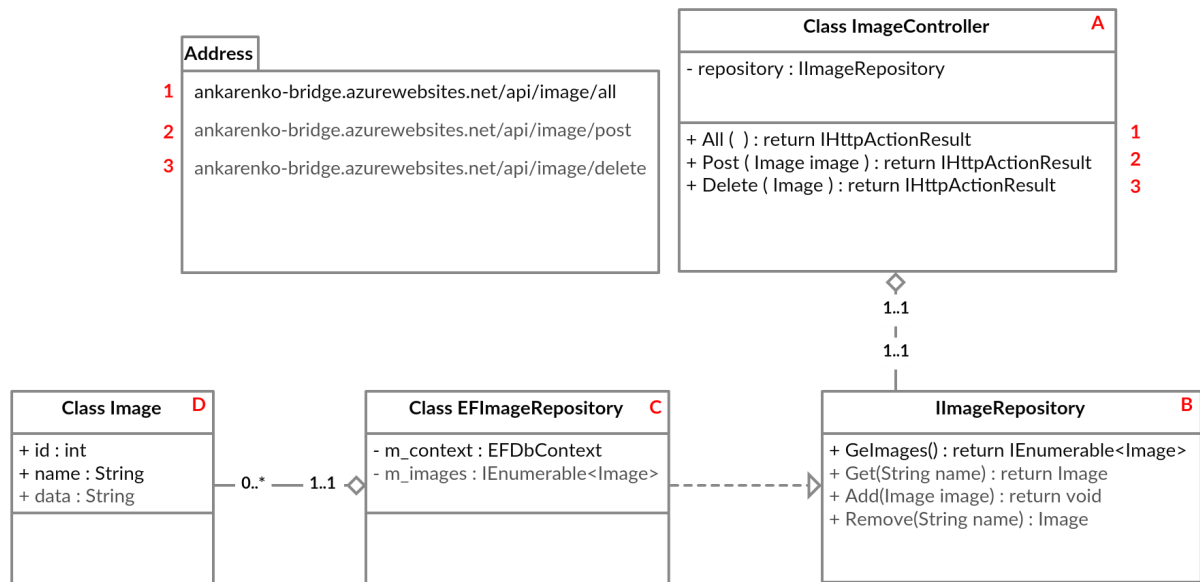 Address
1 ankarenko-bridge.azurewebsites.net/api/image/all
2 ankarenko-bridge.azurewebsites.net/api/image/post
3 ankarenko-bridge.azurewebsites.net/api/image/delete
Class ImageController A
- repository : IImageRepository
+ All (  ) : return IHttpActionResult 1
+ Post ( Image image ) : return IHttpActionResult 2
+ Delete ( Image ) : return IHttpActionResult 3
1..1
1..1
Class Image D
+ id : int
+ name : String
+ data : String
0..*
1..1
Class EFImageRepository C
- m_context : EFDbContext
- m_images : IEnumerable<Image>
IImageRepository B
+ GeImages() : return IEnumerable<Image>
+ Get(String name) : return Image
+ Add(Image image) : return void
+ Remove(String name) : Image